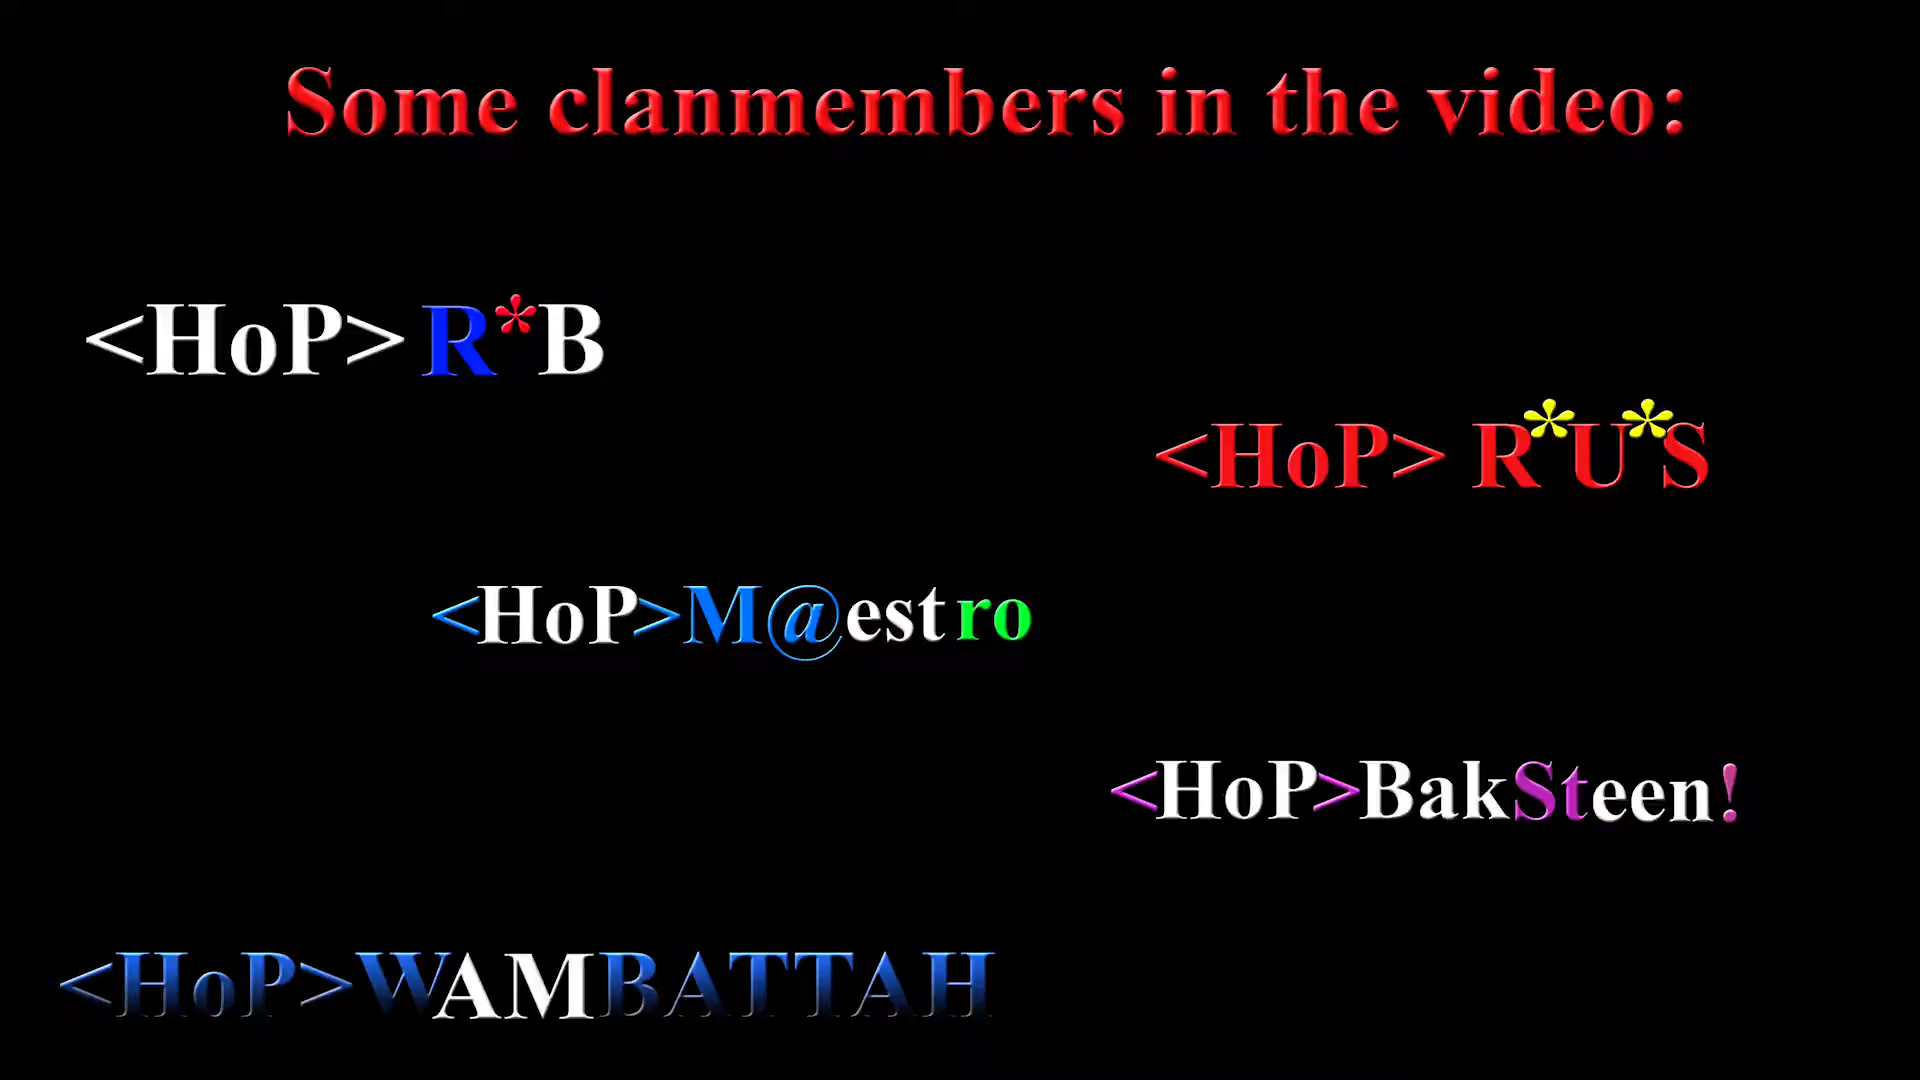 Some clanmembers in the video:
<HoP> R*B
<HoP> R*U*S
<HoP>M@estro
<HoP>BakSteen!
<HoP>WAMBATTAH